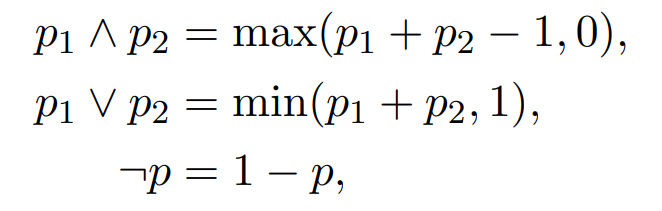 p₁ ∧ p₂ = max(p₁ + p₂ − 1, 0),
p₁ ∨ p₂ = min(p₁ + p₂, 1),
¬p = 1 − p,